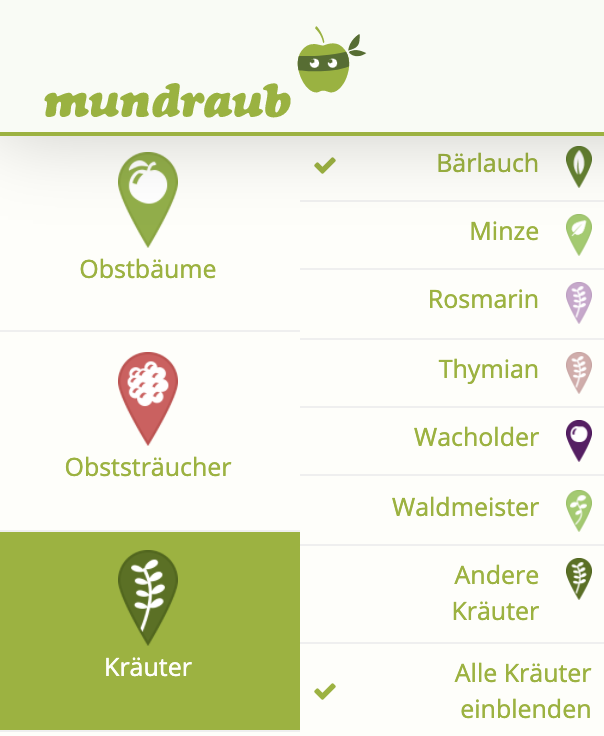 mundraub
Obstbäume
Obststräucher
Kräuter
Bärlauch
Minze
Rosmarin
Thymian
Wacholder
Waldmeister
Andere
Kräuter
Alle Kräuter
einblenden